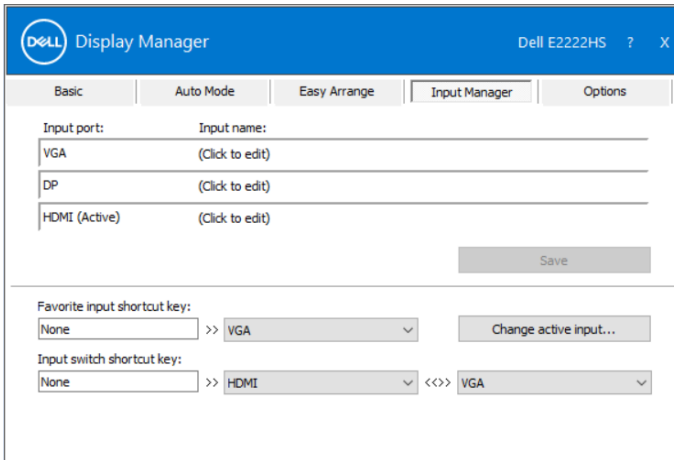 DELL Display Manager Dell E2222HS ? X
Basic Auto Mode Easy Arrange Input Manager Options
Input port: Input name:
VGA (Click to edit)
DP (Click to edit)
HDMI (Active) (Click to edit)
Save
Favorite input shortcut key:
None >> VGA Change active input...
Input switch shortcut key:
None >> HDMI <<>> VGA